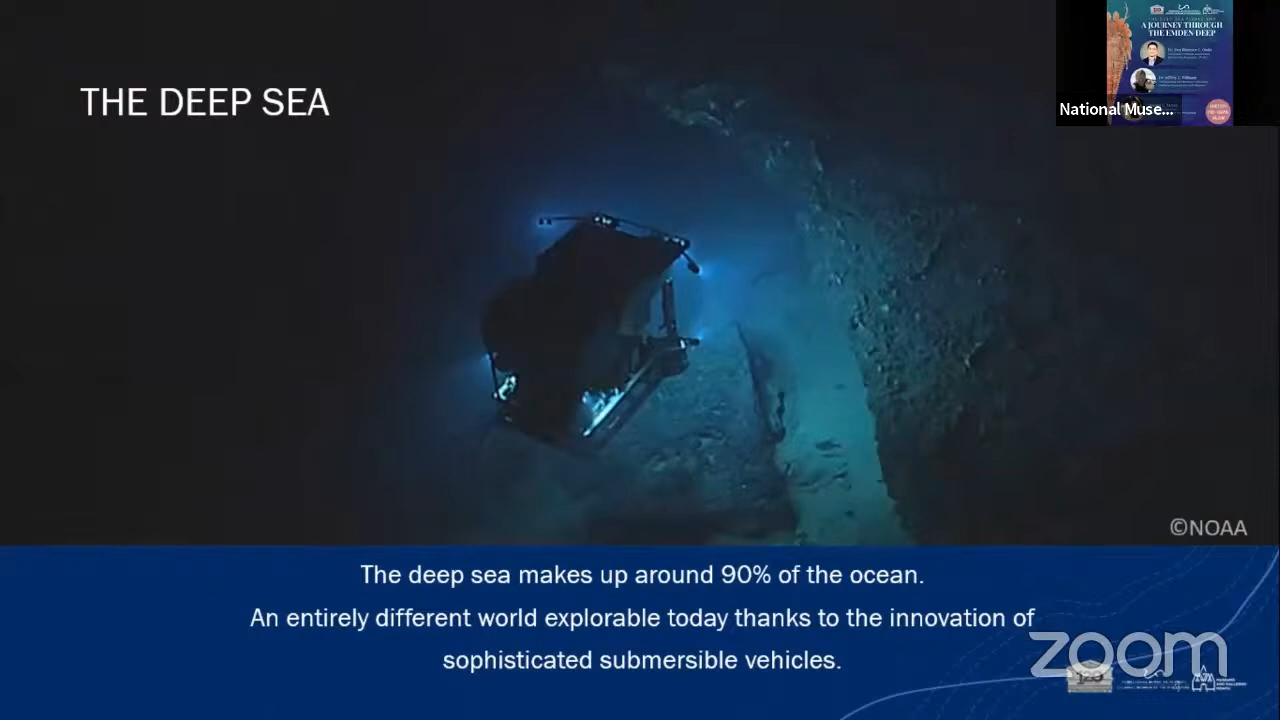 THE DEEP SEA
A JOURNEY THROUGH
THE EMDEN DEEP
National Muse...
©NOAA
The deep sea makes up around 90% of the ocean.
An entirely different world explorable today thanks to the innovation of
sophisticated submersible vehicles.
zoom